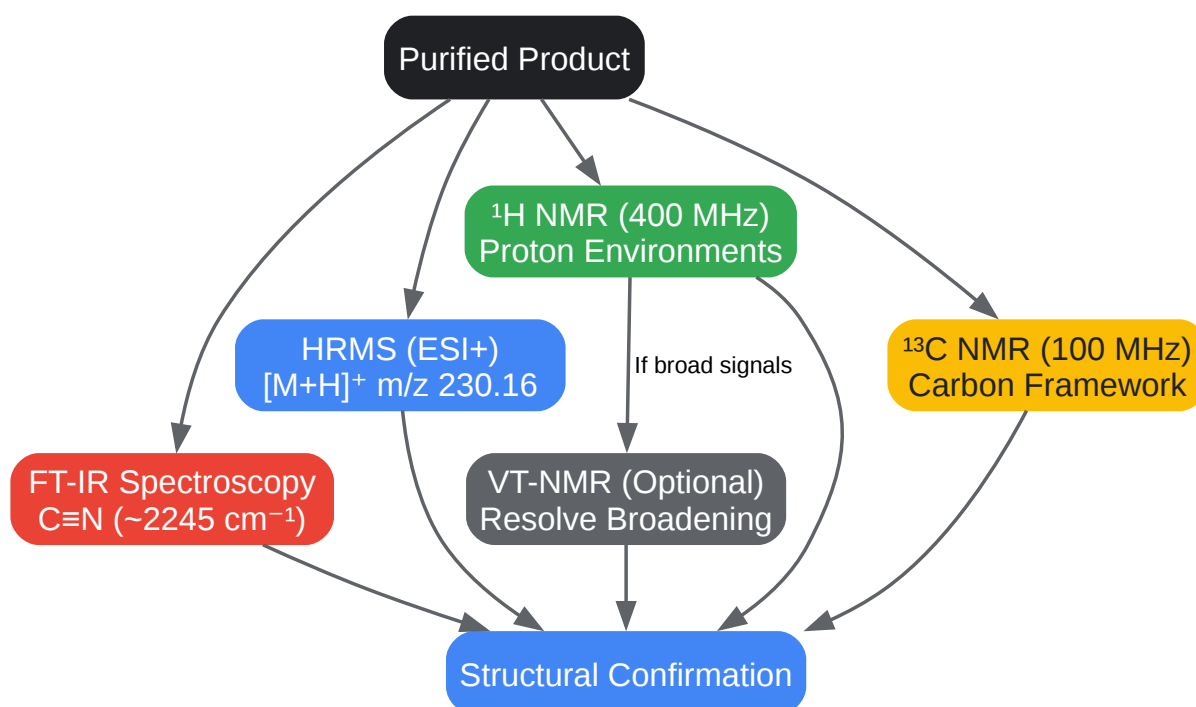 Purified Product
¹H NMR (400 MHz)
Proton Environments
HRMS (ESI+)
[M+H]⁺ m/z 230.16
If broad signals
¹³C NMR (100 MHz)
Carbon Framework
FT-IR Spectroscopy
C≡N (~2245 cm⁻¹)
VT-NMR (Optional)
Resolve Broadening
Structural Confirmation